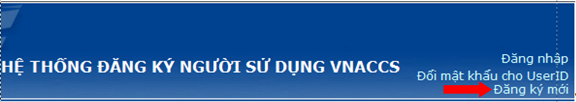 Đăng nhập
HỆ THỐNG ĐĂNG KÝ NGƯỜI SỬ DỤNG VNACCS
Đổi mật khẩu cho UserID
Đăng ký mới